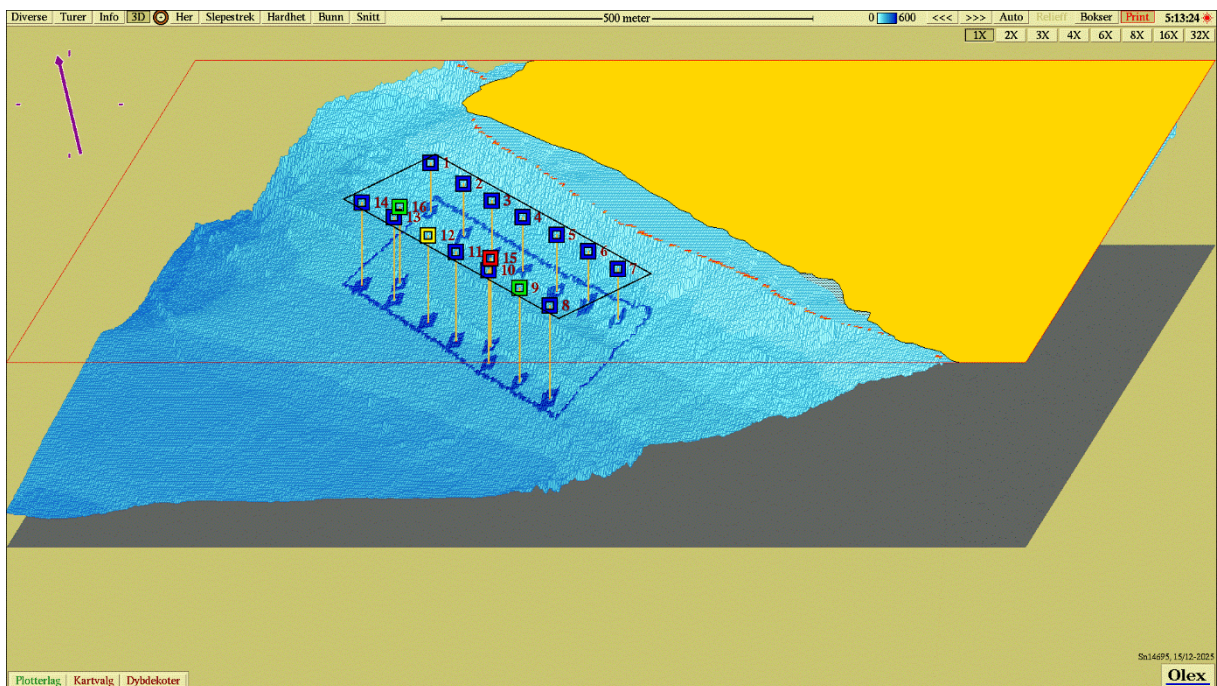 Diverse Turer Info 3D Her Slepestrek Hardhet Bunn Snitt 500 meter 0 600 <<< >>> Auto Relieff Bokser Print 5:13:24
1X 2X 3X 4X 6X 8X 16X 32X
1
2
14 16 3
13 4
12 5
11 15 6
10 7
9
8
Sn14695, 15/12-2025
Plotterlag Kartvalg Dybdekoter Olex